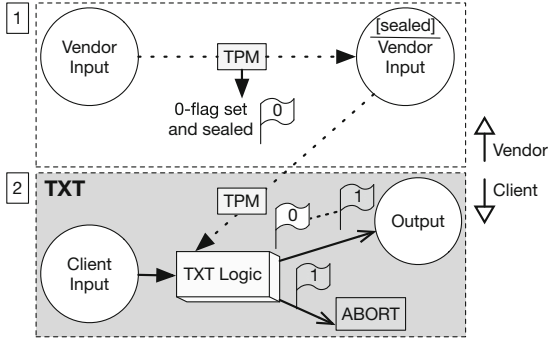 1
Vendor
Input
TPM
[sealed]
Vendor
Input
0-flag set
and sealed
0
Vendor
Client
2
TXT
TPM
0
1
Output
Client
Input
TXT Logic
1
ABORT